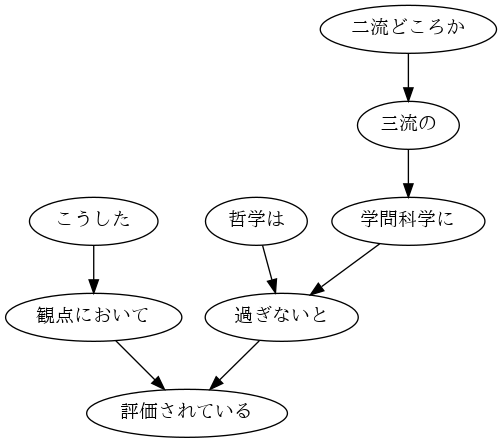 二流どころか
三流の
こうした
哲学は
学問科学に
観点において
過ぎないと
評価されている